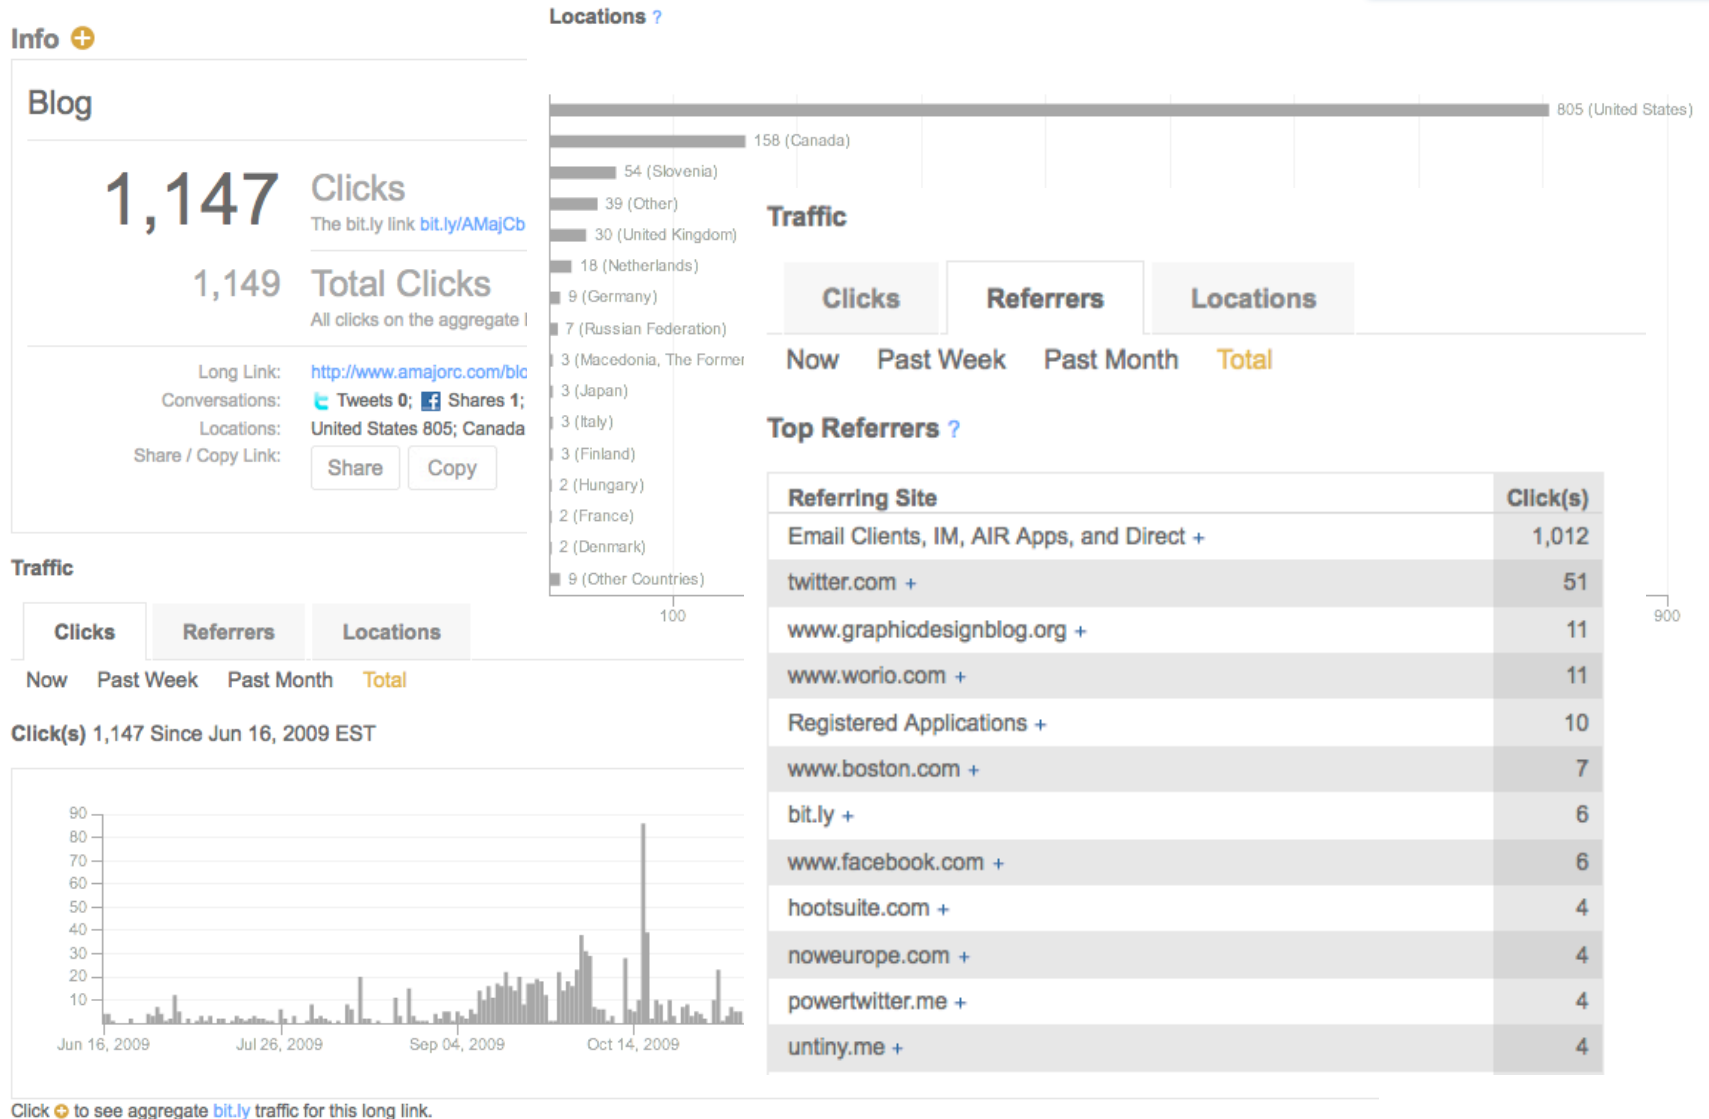 Info
Blog
1,147 Clicks
The bit.ly link bit.ly/AMajCb
1,149 Total Clicks
All clicks on the aggregate
Long Link: http://www.amajorc.com/blo
Conversations: Tweets 0; Shares 1;
Locations: United States 805; Canada
Share / Copy Link: Share Copy
Traffic
Clicks Referrers Locations
Now Past Week Past Month Total
Click(s) 1,147 Since Jun 16, 2009 EST
90
80
70
60
50
40
30
20
10
Jun 16, 2009 Jul 26, 2009 Sep 04, 2009 Oct 14, 2009
Click + to see aggregate bit.ly traffic for this long link.
Locations ?
805 (United States)
158 (Canada)
54 (Slovenia)
39 (Other)
30 (United Kingdom)
18 (Netherlands)
9 (Germany)
7 (Russian Federation)
3 (Macedonia, The Former
3 (Japan)
3 (Italy)
3 (Finland)
2 (Hungary)
2 (France)
2 (Denmark)
9 (Other Countries)
100 900
Traffic
Clicks Referrers Locations
Now Past Week Past Month Total
Top Referrers ?
Referring Site Click(s)
Email Clients, IM, AIR Apps, and Direct + 1,012
twitter.com + 51
www.graphicdesignblog.org + 11
www.worio.com + 11
Registered Applications + 10
www.boston.com + 7
bit.ly + 6
www.facebook.com + 6
hootsuite.com + 4
noweurope.com + 4
powertwitter.me + 4
untiny.me + 4